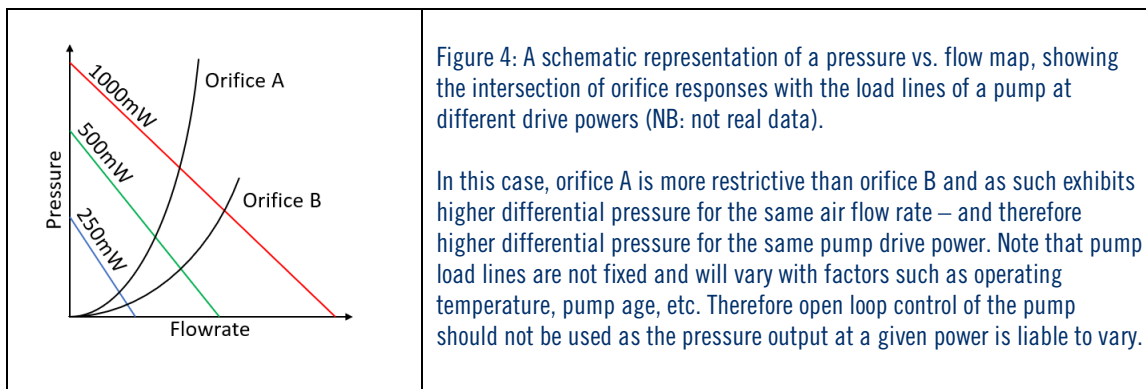 1000mW
Orifice A
500mW
Orifice B
250mW
Pressure
Flowrate
Figure 4: A schematic representation of a pressure vs. flow map, showing
the intersection of orifice responses with the load lines of a pump at
different drive powers (NB: not real data).
In this case, orifice A is more restrictive than orifice B and as such exhibits
higher differential pressure for the same air flow rate – and therefore
higher differential pressure for the same pump drive power. Note that pump
load lines are not fixed and will vary with factors such as operating
temperature, pump age, etc. Therefore open loop control of the pump
should not be used as the pressure output at a given power is liable to vary.